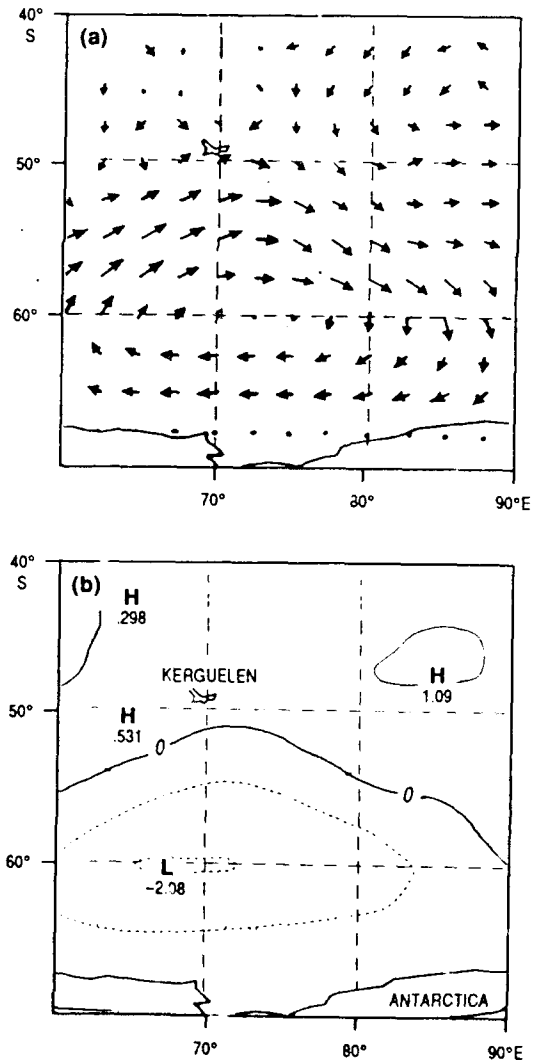 40°
S
(a)
50°
60°
70°
80°
90°E
40°
S
(b)
H
.298
H
1.09
KERGUELEN
50°
H
.531
0
0
60°
L
-2.08
ANTARCTICA
70°
80°
90°E